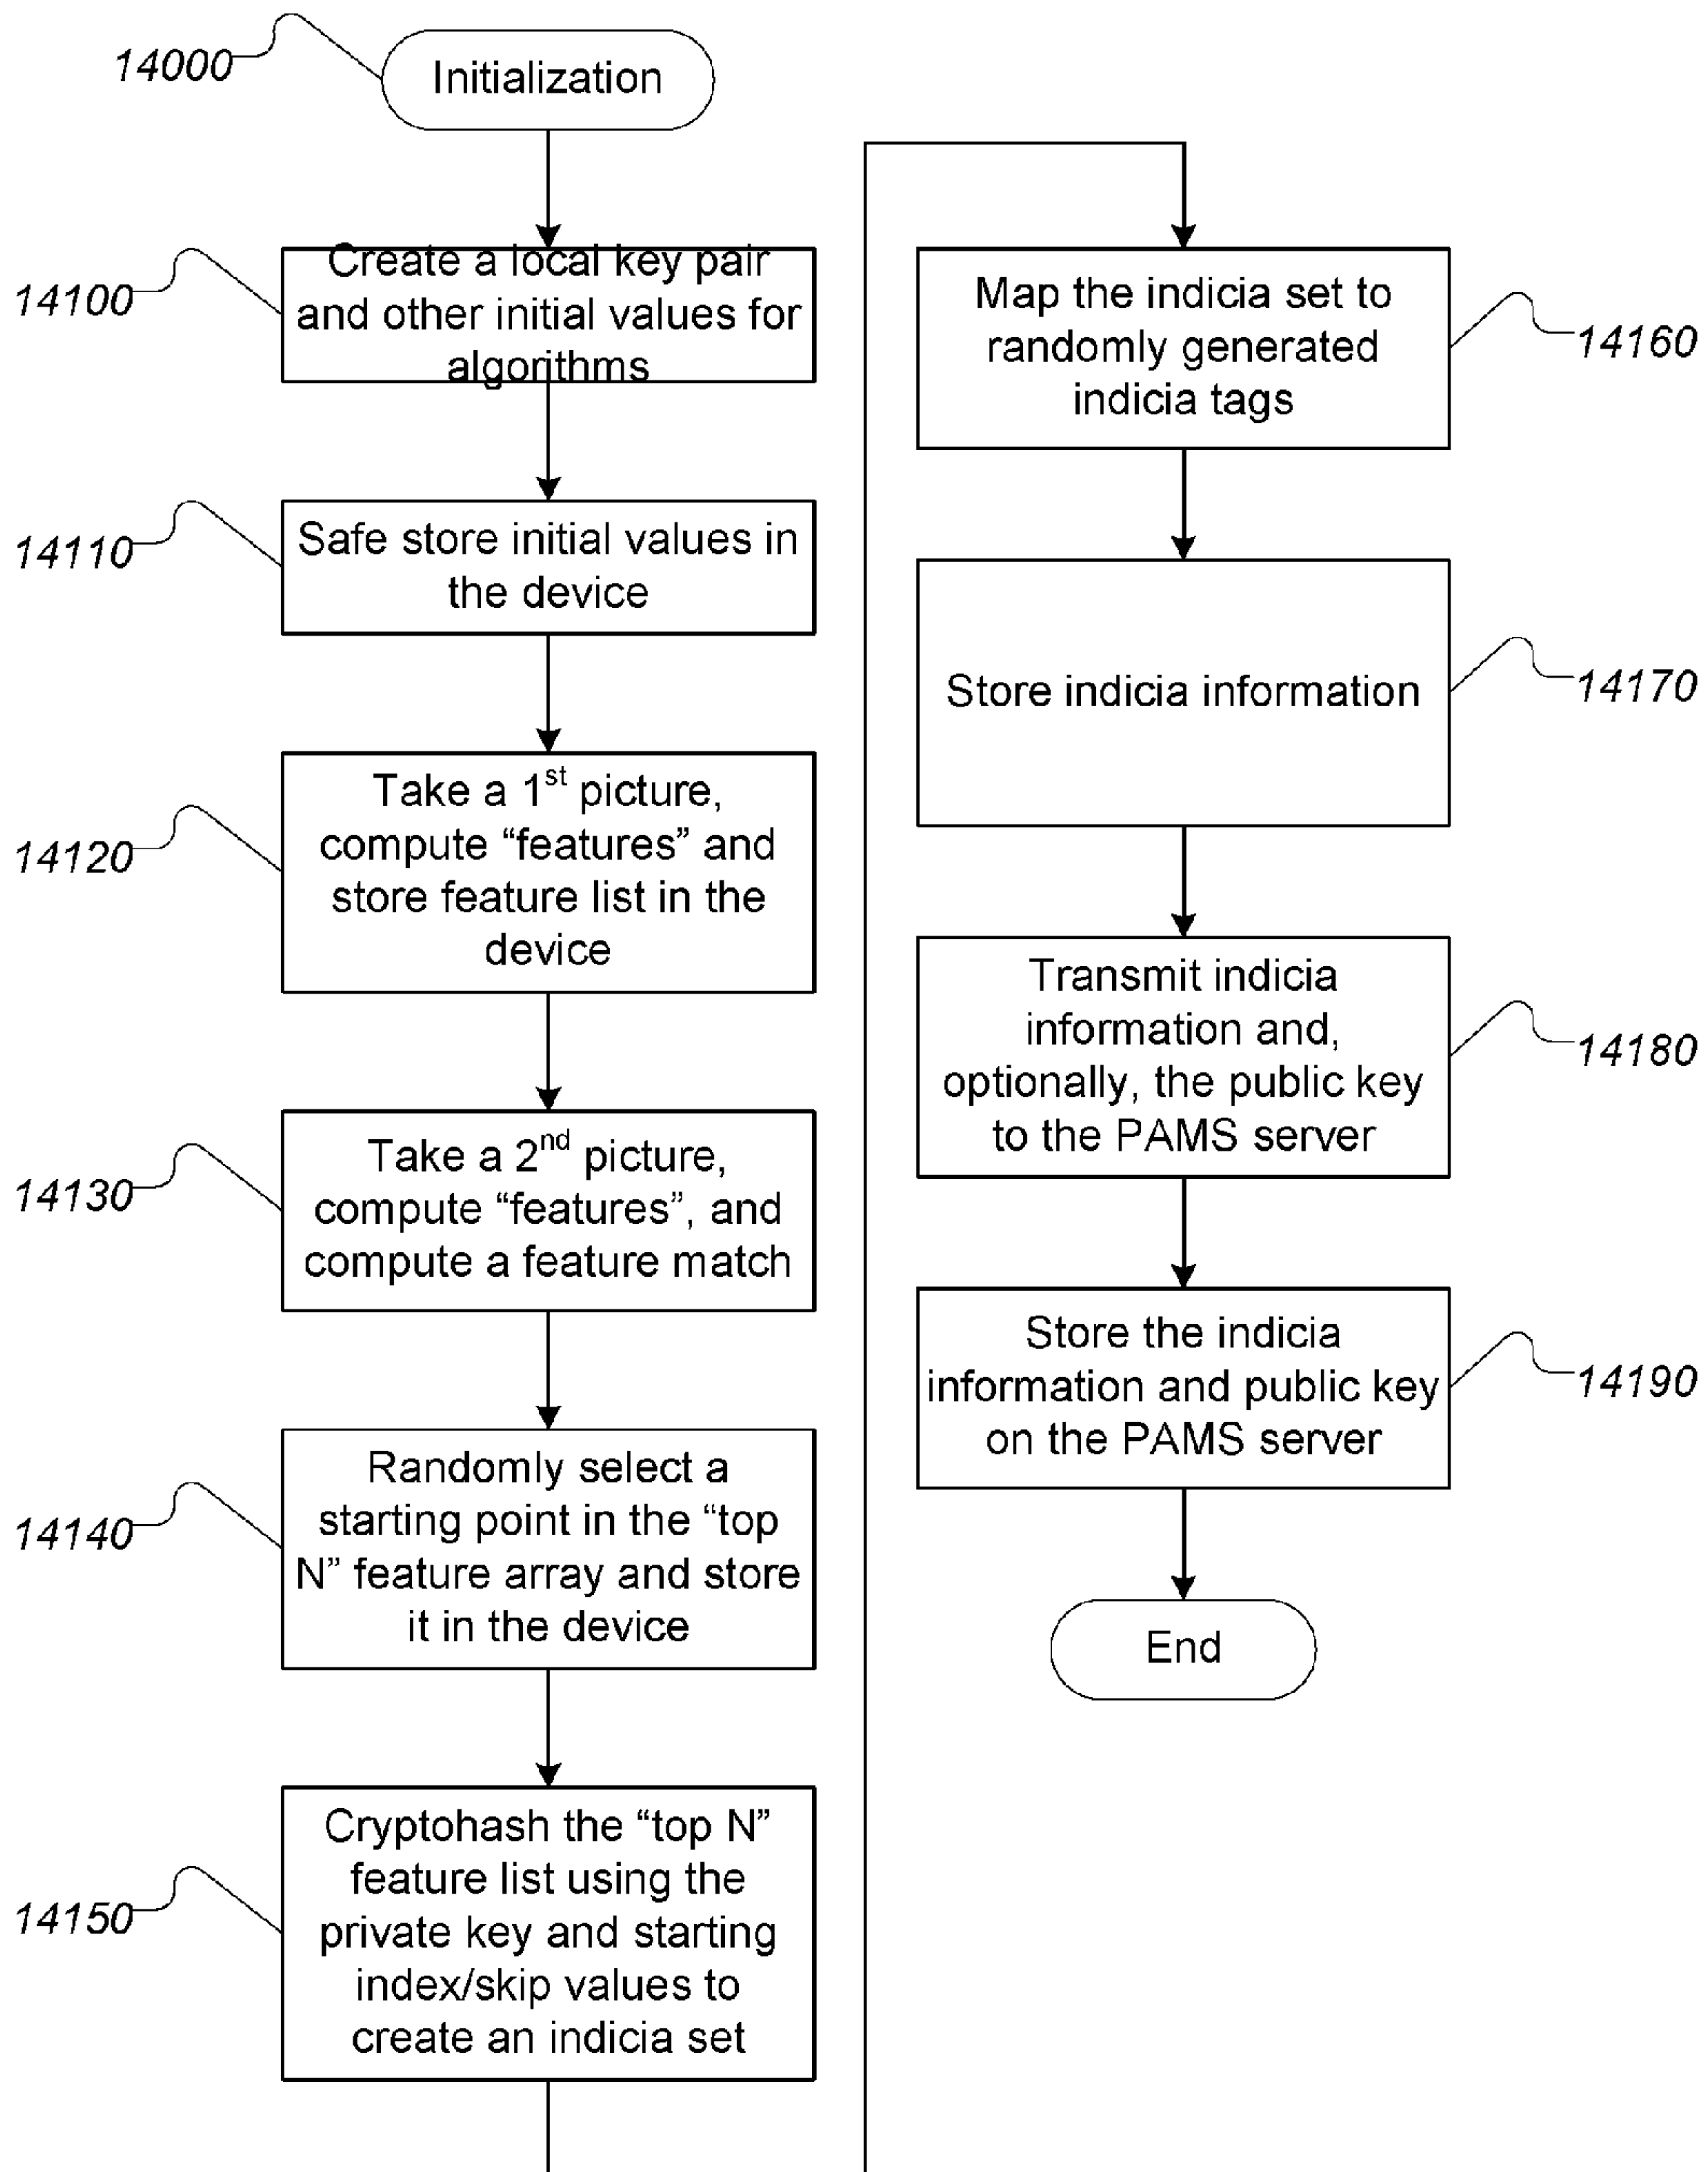 14000
Initialization
14100
Create a local key pair
and other initial values for
algorithms
14110
Safe store initial values in
the device
14120
Take a 1st picture,
compute “features” and
store feature list in the
device
14130
Take a 2nd picture,
compute “features”, and
compute a feature match
14140
Randomly select a
starting point in the “top
N” feature array and store
it in the device
14150
Cryptohash the “top N”
feature list using the
private key and starting
index/skip values to
create an indicia set
Map the indicia set to
randomly generated
indicia tags
14160
Store indicia information
14170
Transmit indicia
information and,
optionally, the public key
to the PAMS server
14180
Store the indicia
information and public key
on the PAMS server
14190
End